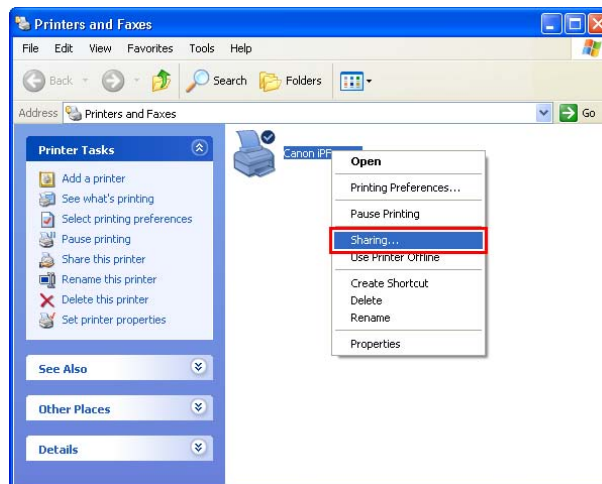 Printers and Faxes
File Edit View Favorites Tools Help
Back Search Folders
Address Printers and Faxes Go
Printer Tasks
Add a printer
See what's printing
Select printing preferences
Pause printing
Share this printer
Rename this printer
Delete this printer
Set printer properties
See Also
Other Places
Details
Canon iPF
Open
Printing Preferences...
Pause Printing
Sharing...
Use Printer Offline
Create Shortcut
Delete
Rename
Properties